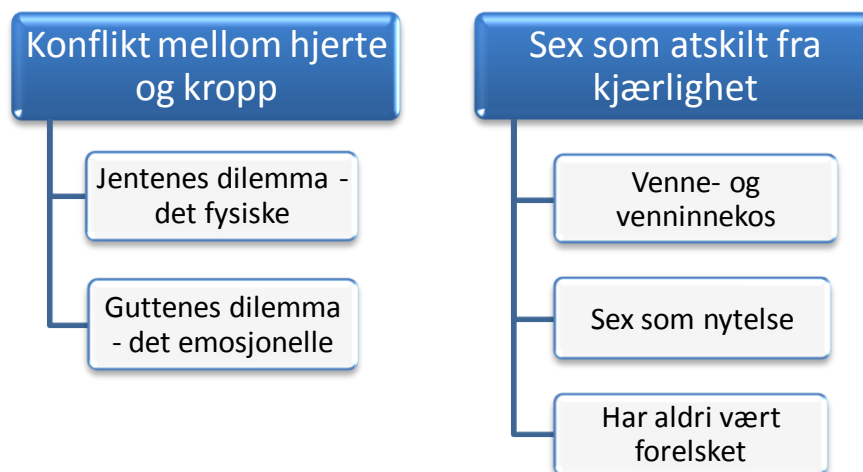 Konflikt mellom hjerte
og kropp
Jentenes dilemma -
det fysiske
Guttenes dilemma
- det emosjonelle
Sex som atskilt fra
kjærlighet
Venne- og
venninnekos
Sex som nytelse
Har aldri vært
forelsket